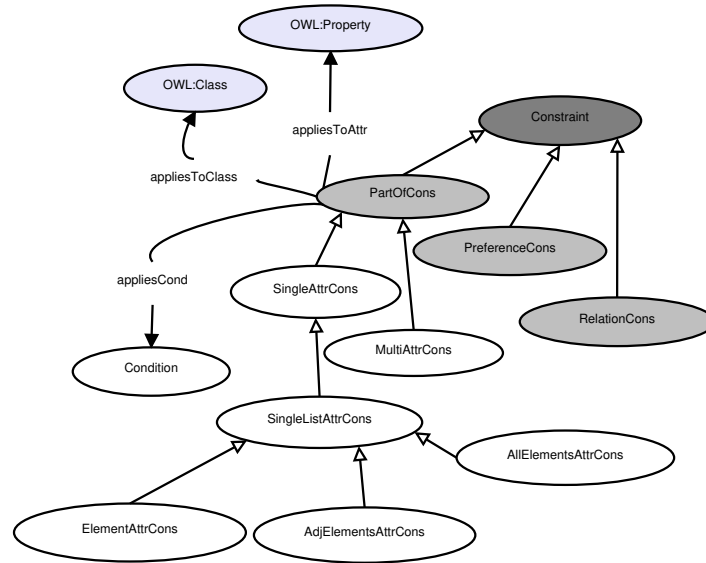 OWL:Property
OWL:Class
Constraint
appliesToAttr
appliesToClass
PartOfCons
PreferenceCons
appliesCond
SingleAttrCons
RelationCons
MultiAttrCons
Condition
SingleListAttrCons
AllElementsAttrCons
ElementAttrCons
AdjElementsAttrCons